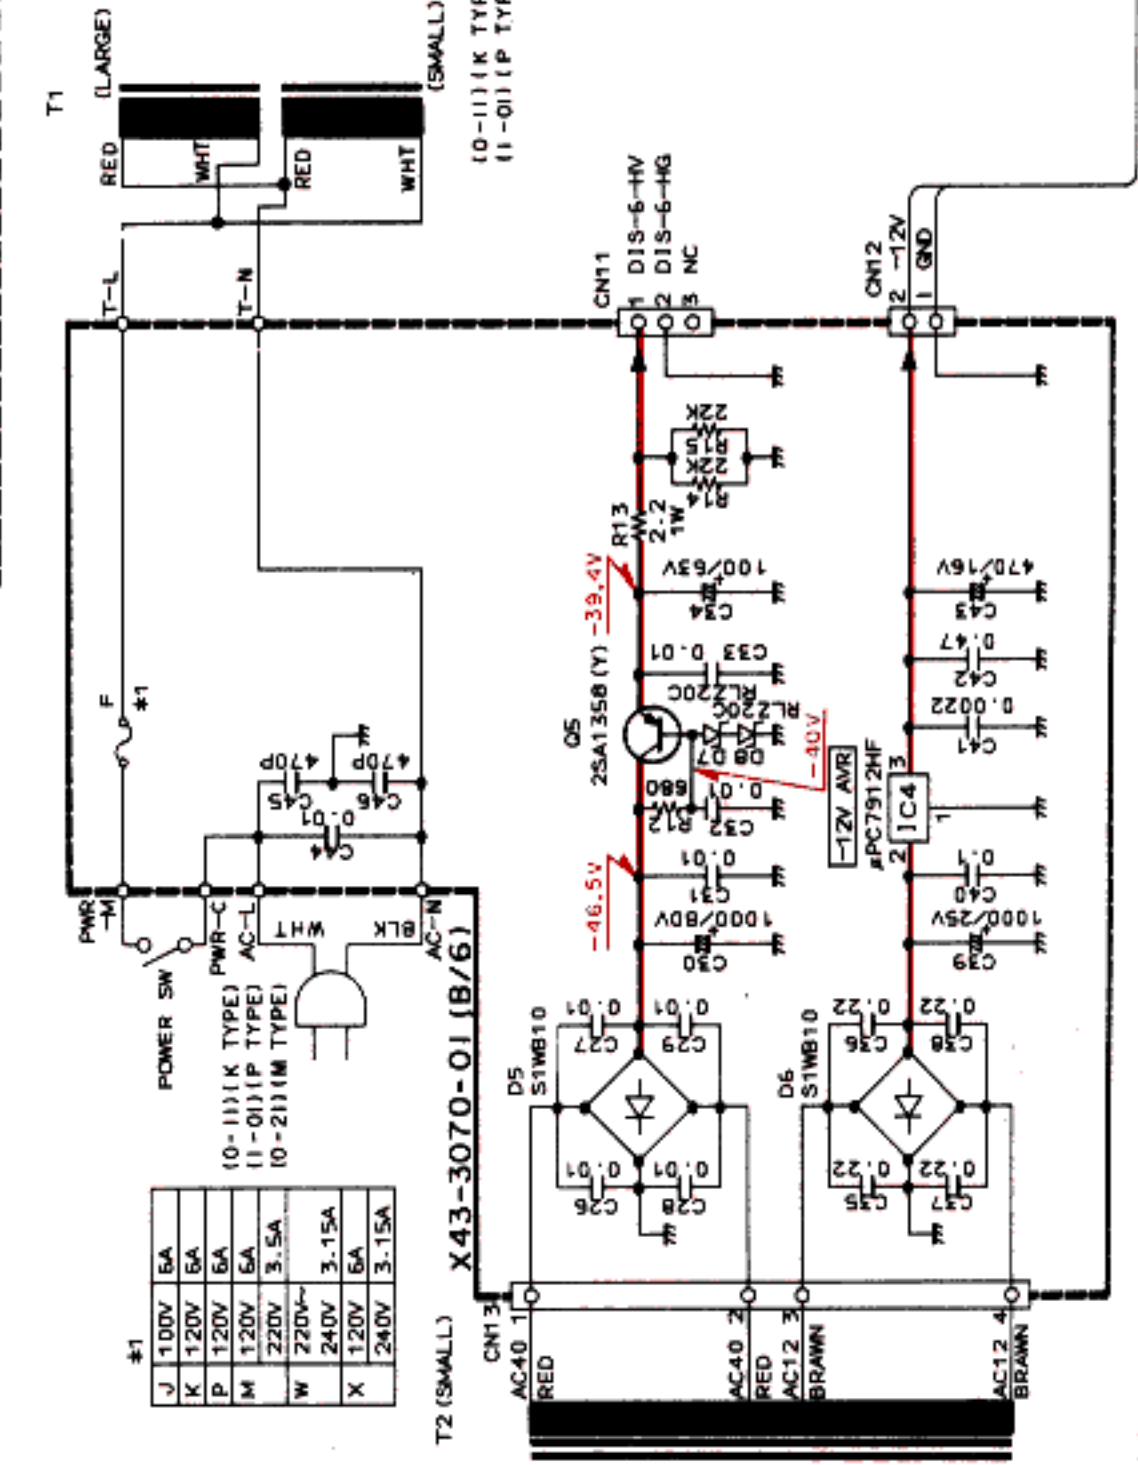 T1
(LARGE)
(SMALL)
RED
WHT
RED
WHT
(0-11)(K TYP
(1-01)(P TYP
T-L
T-N
CN11
1 DIS-6-HV
2 DIS-6-HG
3 NC
CN12
2 -12V
1 GND
F
*1
C45 470P
C46 470P
C44 0.01
PWR-M
PWR-C
AC-L
AC-N
WHT
BLK
POWER SW
(0-11)(K TYPE)
(1-01)(P TYPE)
(0-21)(M TYPE)
X43-3070-01 (B/6)
*1
J 100V 6A
K 120V 6A
P 120V 6A
M 120V 6A
220V 3.5A
W 220V~
240V 3.15A
X 120V 6A
240V 3.15A
T2 (SMALL)
CN13
AC40 1
RED
AC40 2
RED
AC12 3
BRAWN
AC12 4
BRAWN
D5
S1WB10
C27 0.01
C29 0.01
C26 0.01
C28 0.01
D6
S1WB10
C36 0.22
C38 0.22
C35 0.22
C37 0.22
-46.5V
C30 1000/80V
C31 0.01
R12 680
C32 0.01
Q5
2SA1358(Y)
D7 RLZ20C
D8 RLZ20C
-40V
C33 0.01
-39.4V
C34 100/63V
R13
2.2
1W
R14 22K
R15 22K
-12V AVR
µPC7912HF
IC4
2
1
3
C39 1000/25V
C40 0.1
C41 0.0022
C42 0.47
C43 470/16V